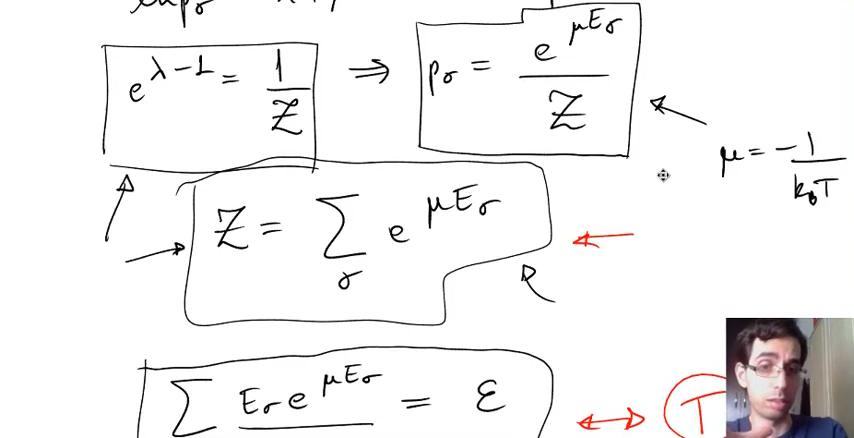 e^{λ-1} = 1/Z ⇒ p_σ = e^{μE_σ}/Z
μ = -1/(k_B T)
Z = Σ_σ e^{μE_σ}
Σ E_σ e^{μE_σ} = ε
T